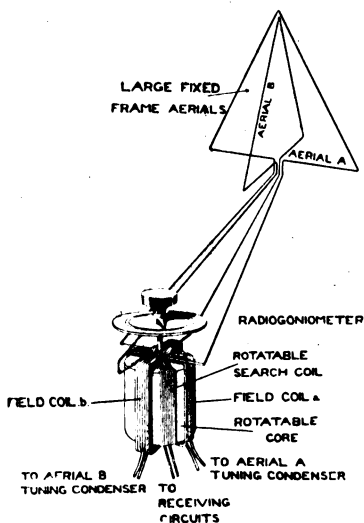 LARGE FIXED
FRAME AERIALS
AERIAL B
AERIAL A
RADIOGONIOMETER
ROTATABLE
SEARCH COIL
FIELD COIL.b.
FIELD COIL a
ROTATABLE
CORE
TO AERIAL B
TUNING CONDENSER
TO
RECEIVING
CIRCUITS
TO AERIAL A
TUNING CONDENSER